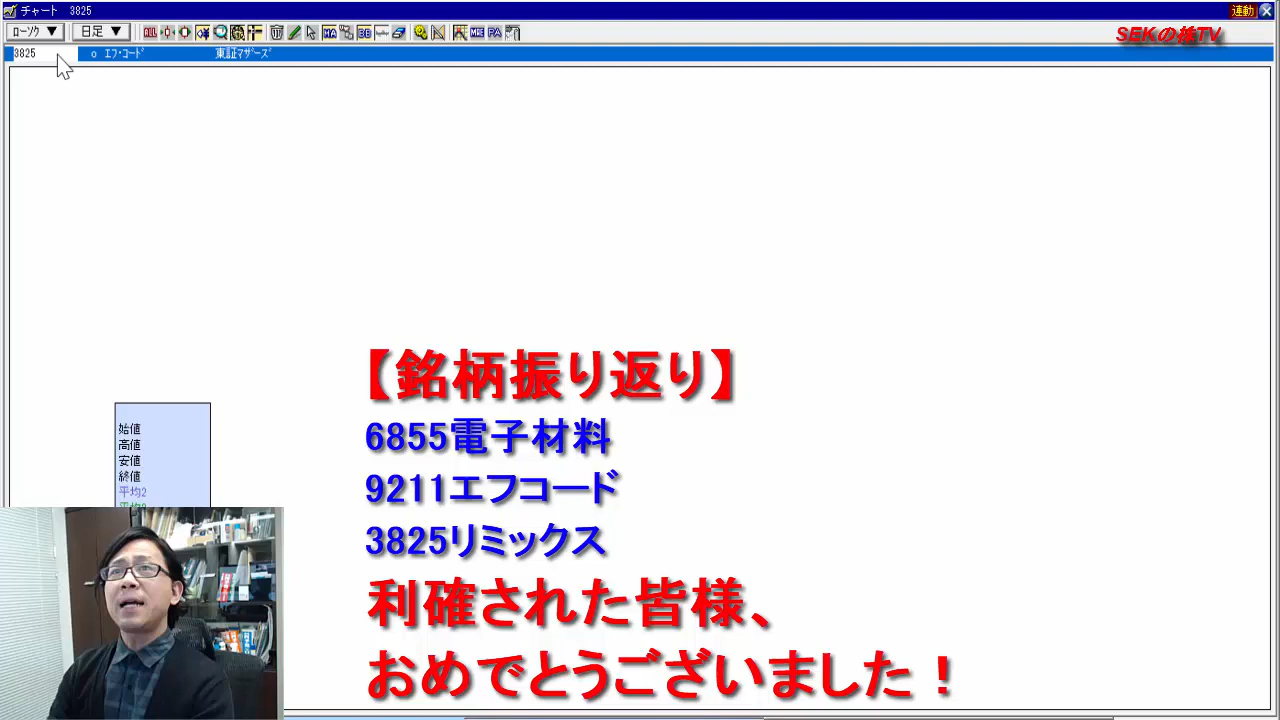 チャート 3825
連動
ローソク ▼ 日足 ▼
SEKの株TV
3825 o エフ・コード 東証マザーズ
【銘柄振り返り】
6855電子材料
9211エフコード
3825リミックス
利確された皆様、
おめでとうございました！
始値
高値
安値
終値
平均2